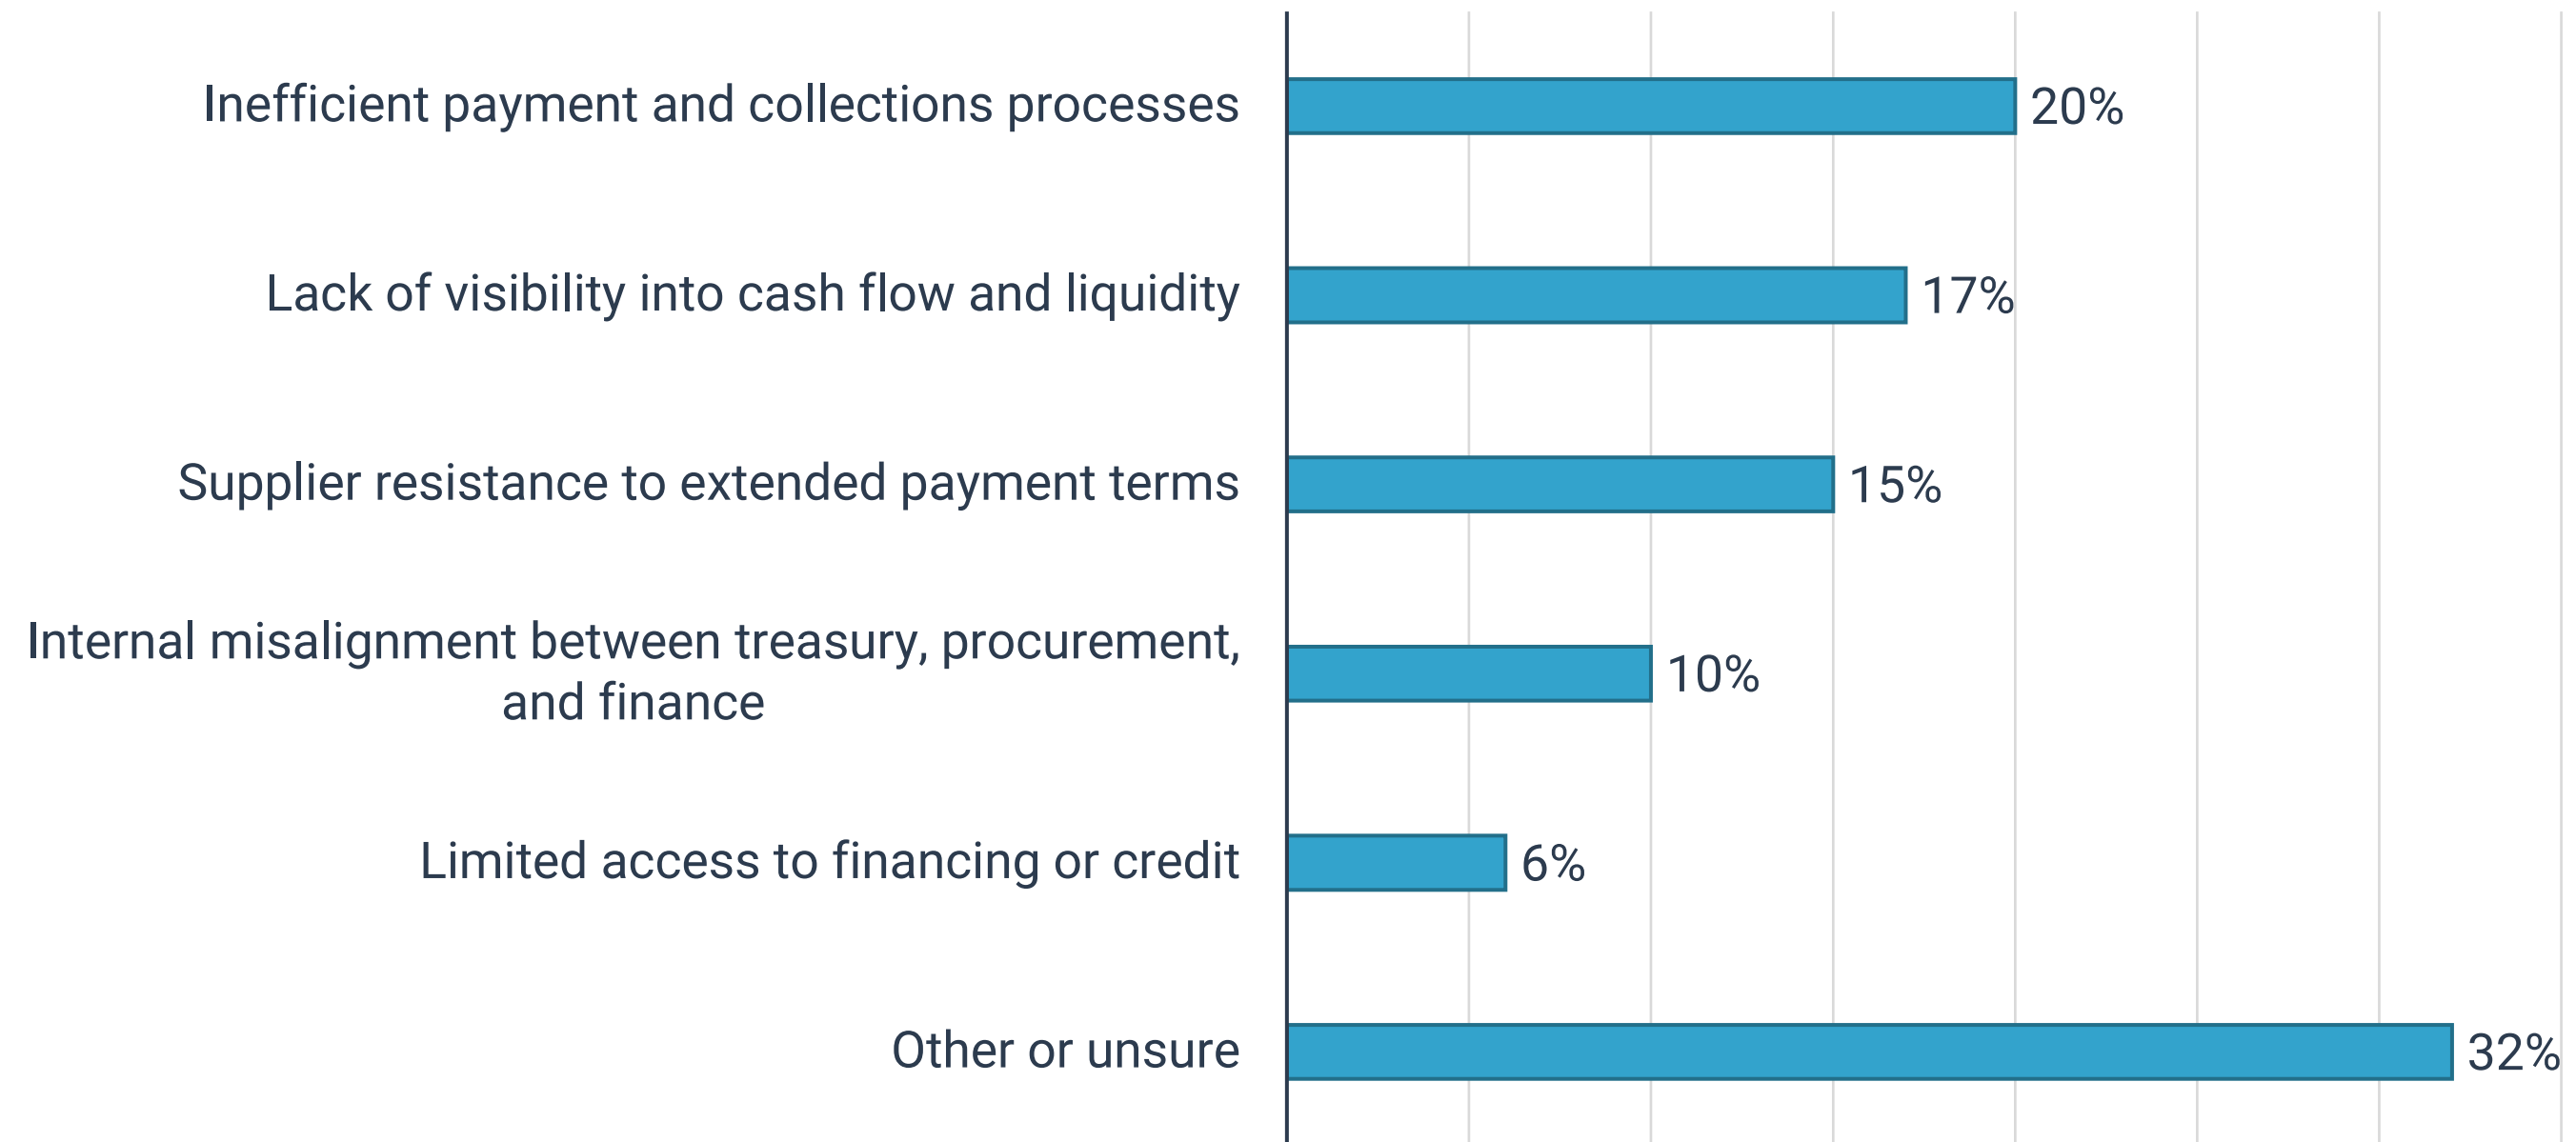 Inefficient payment and collections processes
20%
Lack of visibility into cash flow and liquidity
17%
Supplier resistance to extended payment terms
15%
Internal misalignment between treasury, procurement,
and finance
10%
Limited access to financing or credit
6%
Other or unsure
32%